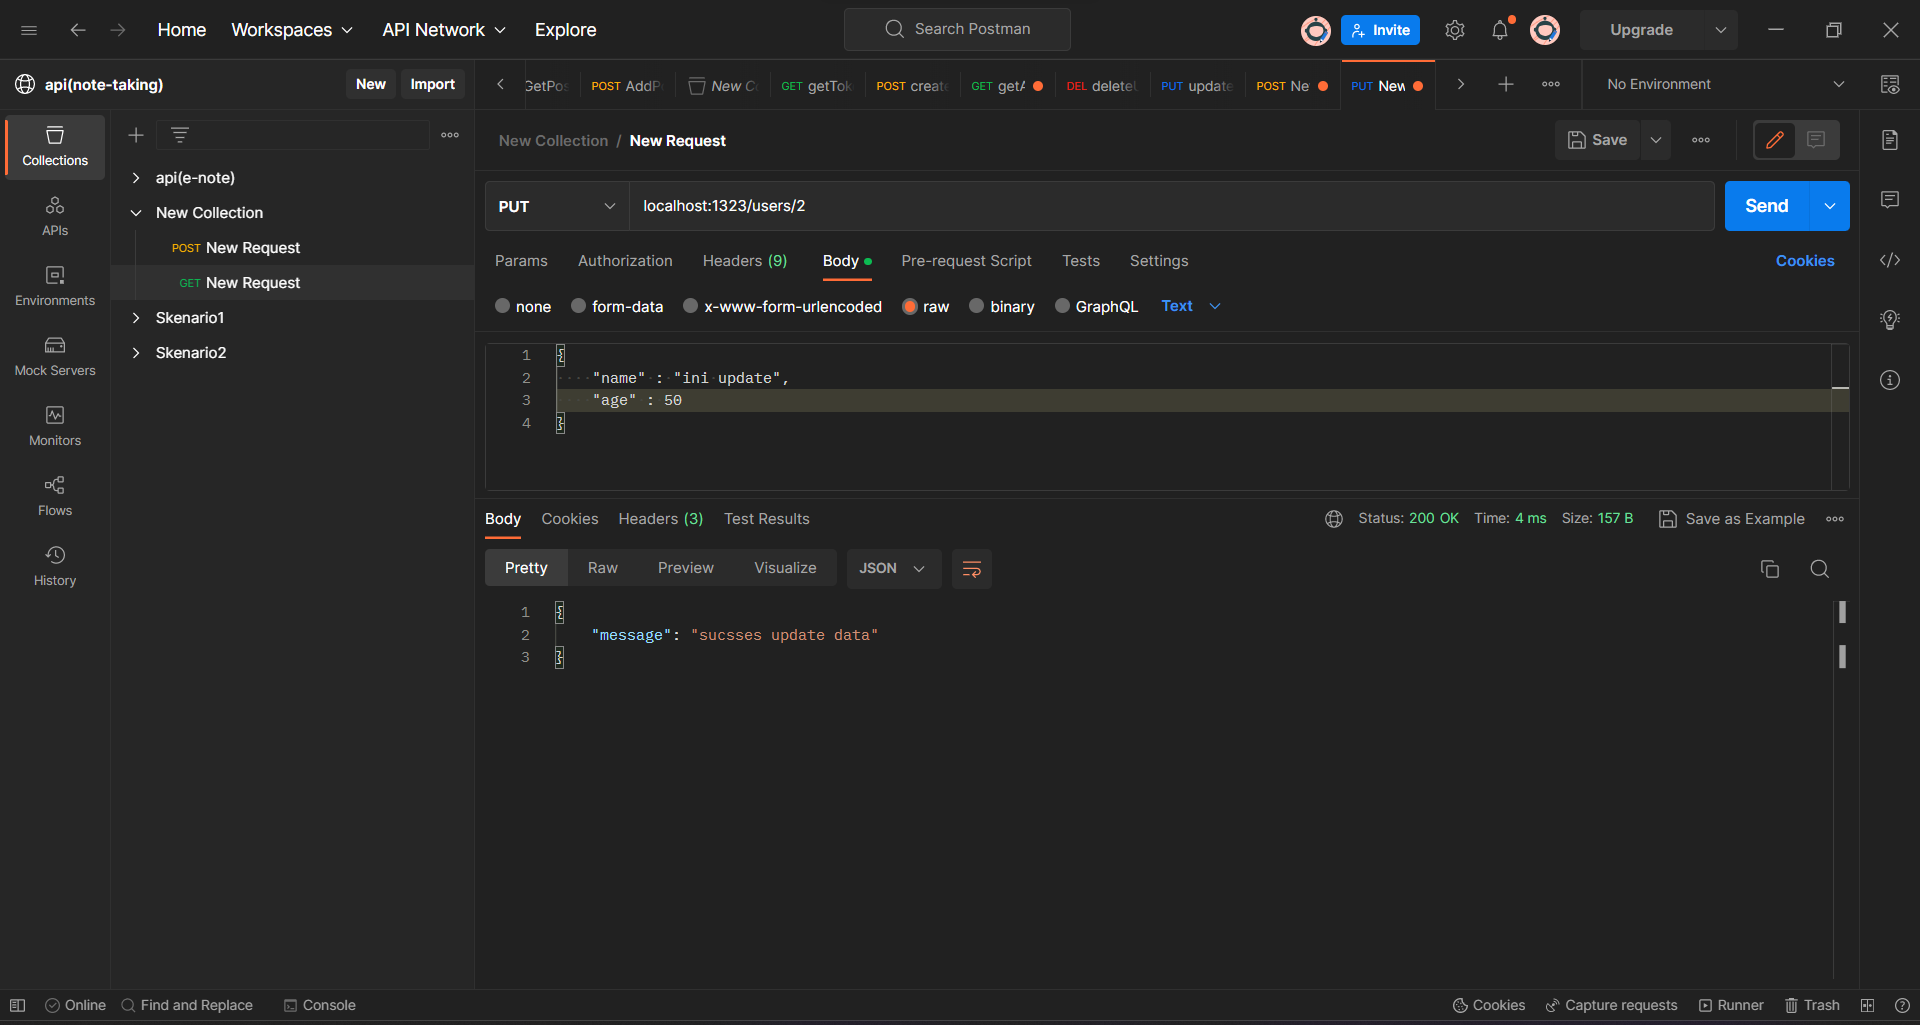 Home Workspaces API Network Explore
Search Postman
Invite
Upgrade
api(note-taking) New Import
GetPos POST AddP New C GET getTok POST creat GET getA DEL delete PUT update POST Ne PUT New
No Environment
Collections
APIs
Environments
Mock Servers
Monitors
Flows
History
api(e-note)
New Collection
POST New Request
GET New Request
Skenario1
Skenario2
New Collection / New Request
Save
PUT localhost:1323/users/2 Send
Params Authorization Headers (9) Body Pre-request Script Tests Settings Cookies
none form-data x-www-form-urlencoded raw binary GraphQL Text
1 {
2 "name" : "ini update",
3 "age" : 50
4 }
Body Cookies Headers (3) Test Results Status: 200 OK Time: 4 ms Size: 157 B Save as Example
Pretty Raw Preview Visualize JSON
1 {
2 "message": "sucsses update data"
3 }
Online Find and Replace Console Cookies Capture requests Runner Trash